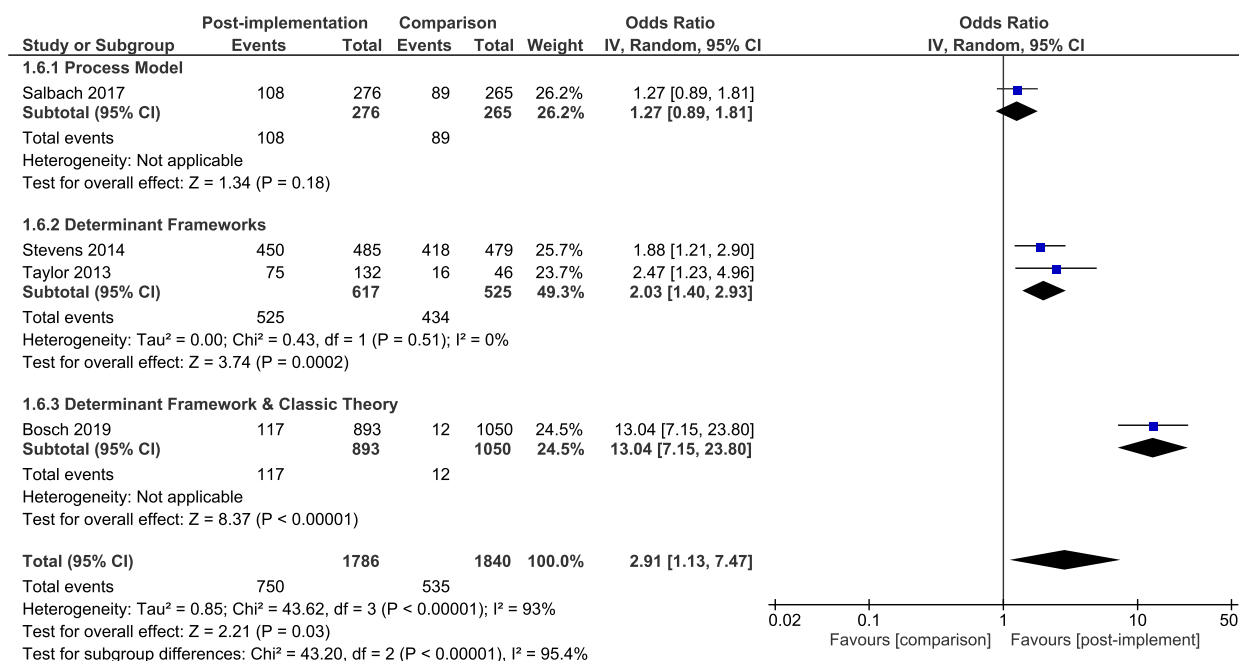 Post-implementation Comparison Odds Ratio Odds Ratio
Study or Subgroup Events Total Events Total Weight IV, Random, 95% CI IV, Random, 95% CI
1.6.1 Process Model
Salbach 2017 108 276 89 265 26.2% 1.27 [0.89, 1.81]
Subtotal (95% CI) 276 265 26.2% 1.27 [0.89, 1.81]
Total events 108 89
Heterogeneity: Not applicable
Test for overall effect: Z = 1.34 (P = 0.18)
1.6.2 Determinant Frameworks
Stevens 2014 450 485 418 479 25.7% 1.88 [1.21, 2.90]
Taylor 2013 75 132 16 46 23.7% 2.47 [1.23, 4.96]
Subtotal (95% CI) 617 525 49.3% 2.03 [1.40, 2.93]
Total events 525 434
Heterogeneity: Tau² = 0.00; Chi² = 0.43, df = 1 (P = 0.51); I² = 0%
Test for overall effect: Z = 3.74 (P = 0.0002)
1.6.3 Determinant Framework & Classic Theory
Bosch 2019 117 893 12 1050 24.5% 13.04 [7.15, 23.80]
Subtotal (95% CI) 893 1050 24.5% 13.04 [7.15, 23.80]
Total events 117 12
Heterogeneity: Not applicable
Test for overall effect: Z = 8.37 (P < 0.00001)
Total (95% CI) 1786 1840 100.0% 2.91 [1.13, 7.47]
Total events 750 535
Heterogeneity: Tau² = 0.85; Chi² = 43.62, df = 3 (P < 0.00001); I² = 93%
Test for overall effect: Z = 2.21 (P = 0.03)
Test for subgroup differences: Chi² = 43.20, df = 2 (P < 0.00001), I² = 95.4%
0.02 0.1 1 10 50
Favours [comparison] Favours [post-implement]